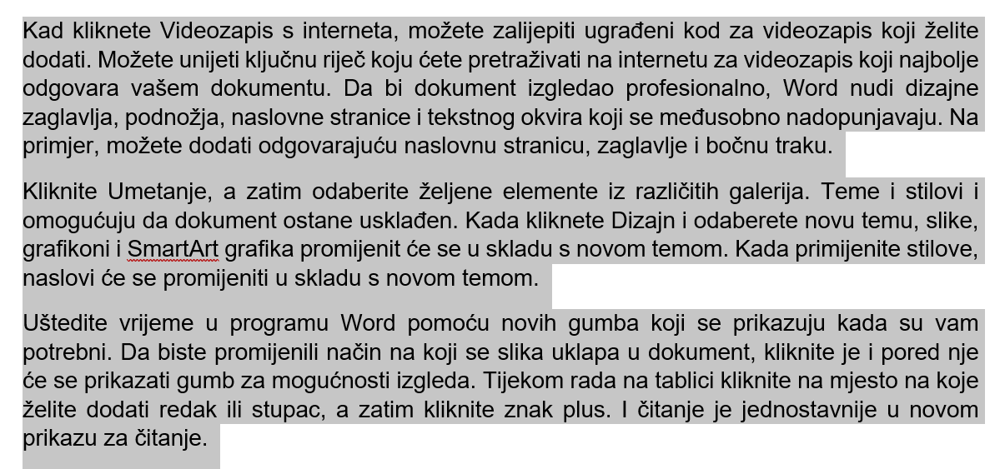 Kad kliknete Videozapis s interneta, možete zalijepiti ugrađeni kod za videozapis koji želite
dodati. Možete unijeti ključnu riječ koju ćete pretraživati na internetu za videozapis koji najbolje
odgovara vašem dokumentu. Da bi dokument izgledao profesionalno, Word nudi dizajne
zaglavlja, podnožja, naslovne stranice i tekstnog okvira koji se međusobno nadopunjavaju. Na
primjer, možete dodati odgovarajuću naslovnu stranicu, zaglavlje i bočnu traku.
Kliknite Umetanje, a zatim odaberite željene elemente iz različitih galerija. Teme i stilovi i
omogućuju da dokument ostane usklađen. Kada kliknete Dizajn i odaberete novu temu, slike,
grafikoni i SmartArt grafika promijenit će se u skladu s novom temom. Kada primijenite stilove,
naslovi će se promijeniti u skladu s novom temom.
Uštedite vrijeme u programu Word pomoću novih gumba koji se prikazuju kada su vam
potrebni. Da biste promijenili način na koji se slika uklapa u dokument, kliknite je i pored nje
će se prikazati gumb za mogućnosti izgleda. Tijekom rada na tablici kliknite na mjesto na koje
želite dodati redak ili stupac, a zatim kliknite znak plus. I čitanje je jednostavnije u novom
prikazu za čitanje.